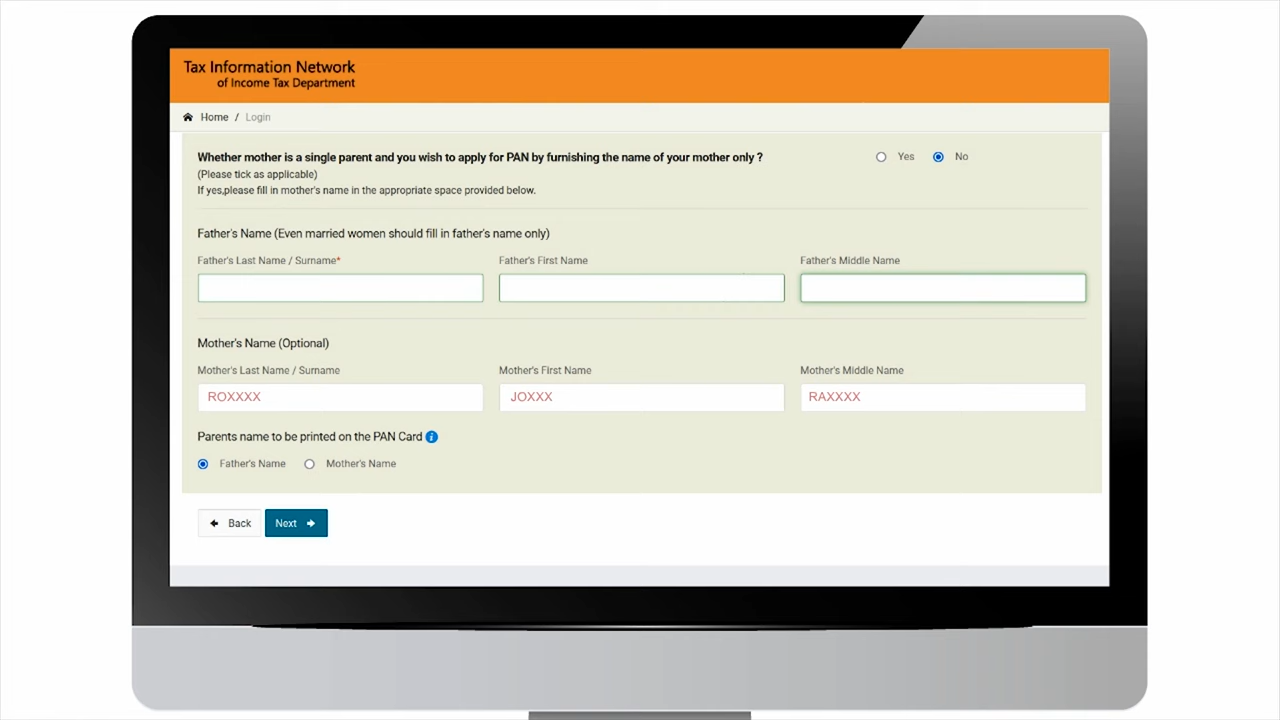 Tax Information Network
of Income Tax Department
Home / Login
Whether mother is a single parent and you wish to apply for PAN by furnishing the name of your mother only ?
Yes No
(Please tick as applicable)
If yes,please fill in mother's name in the appropriate space provided below.
Father's Name (Even married women should fill in father's name only)
Father's Last Name / Surname* Father's First Name Father's Middle Name
Mother's Name (Optional)
Mother's Last Name / Surname Mother's First Name Mother's Middle Name
ROXXXX JOXXX RAXXXX
Parents name to be printed on the PAN Card
Father's Name Mother's Name
Back Next